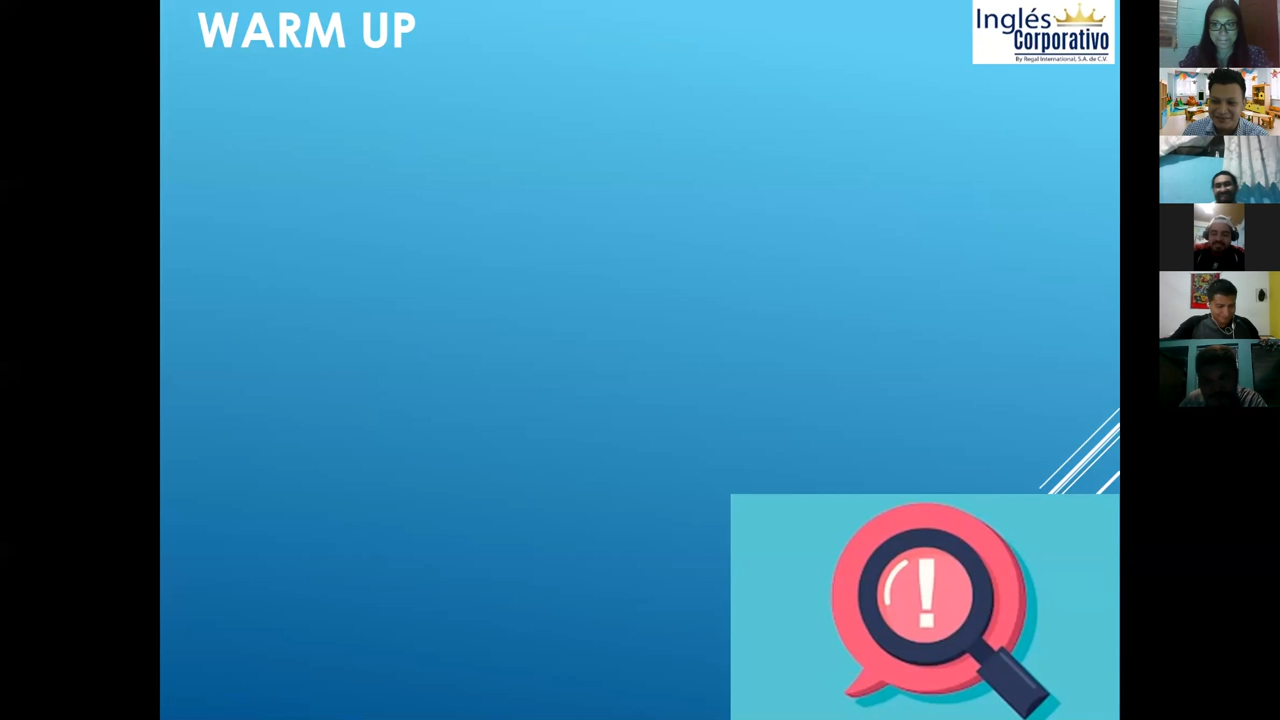 WARM UP
Inglés
Corporativo
By Regal International, S.A. de C.V.